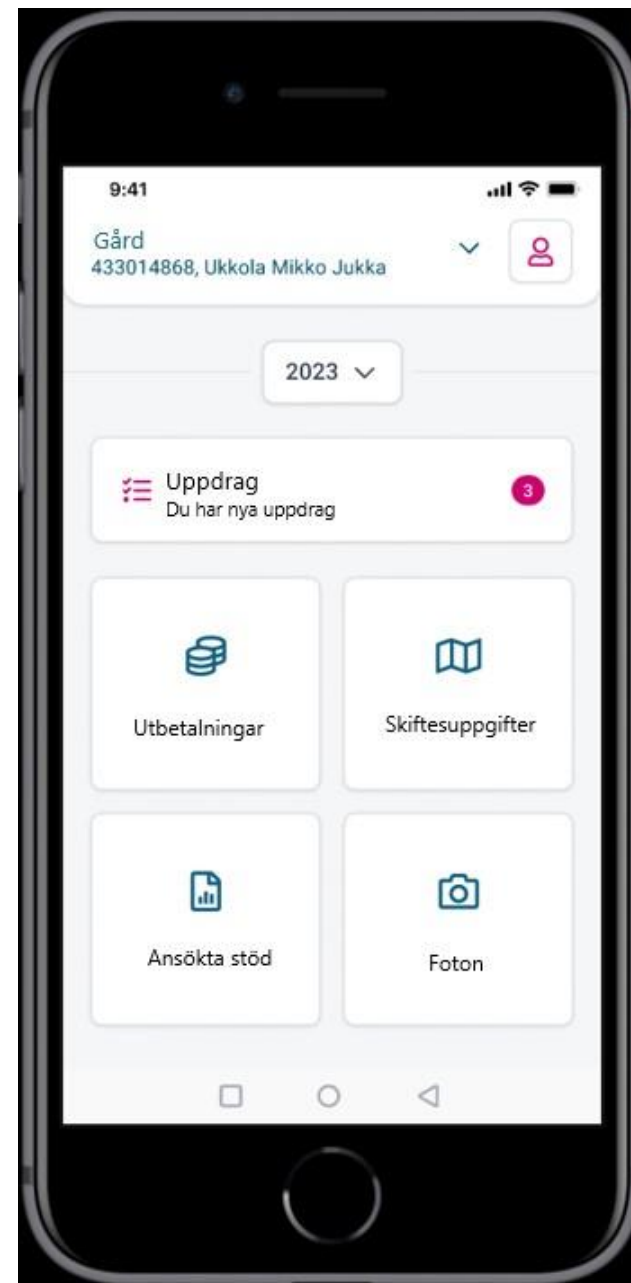 9:41
Gård
433014868, Ukkola Mikko Jukka
2023
Uppdrag
Du har nya uppdrag
3
Utbetalningar
Skiftesuppgifter
Ansökta stöd
Foton